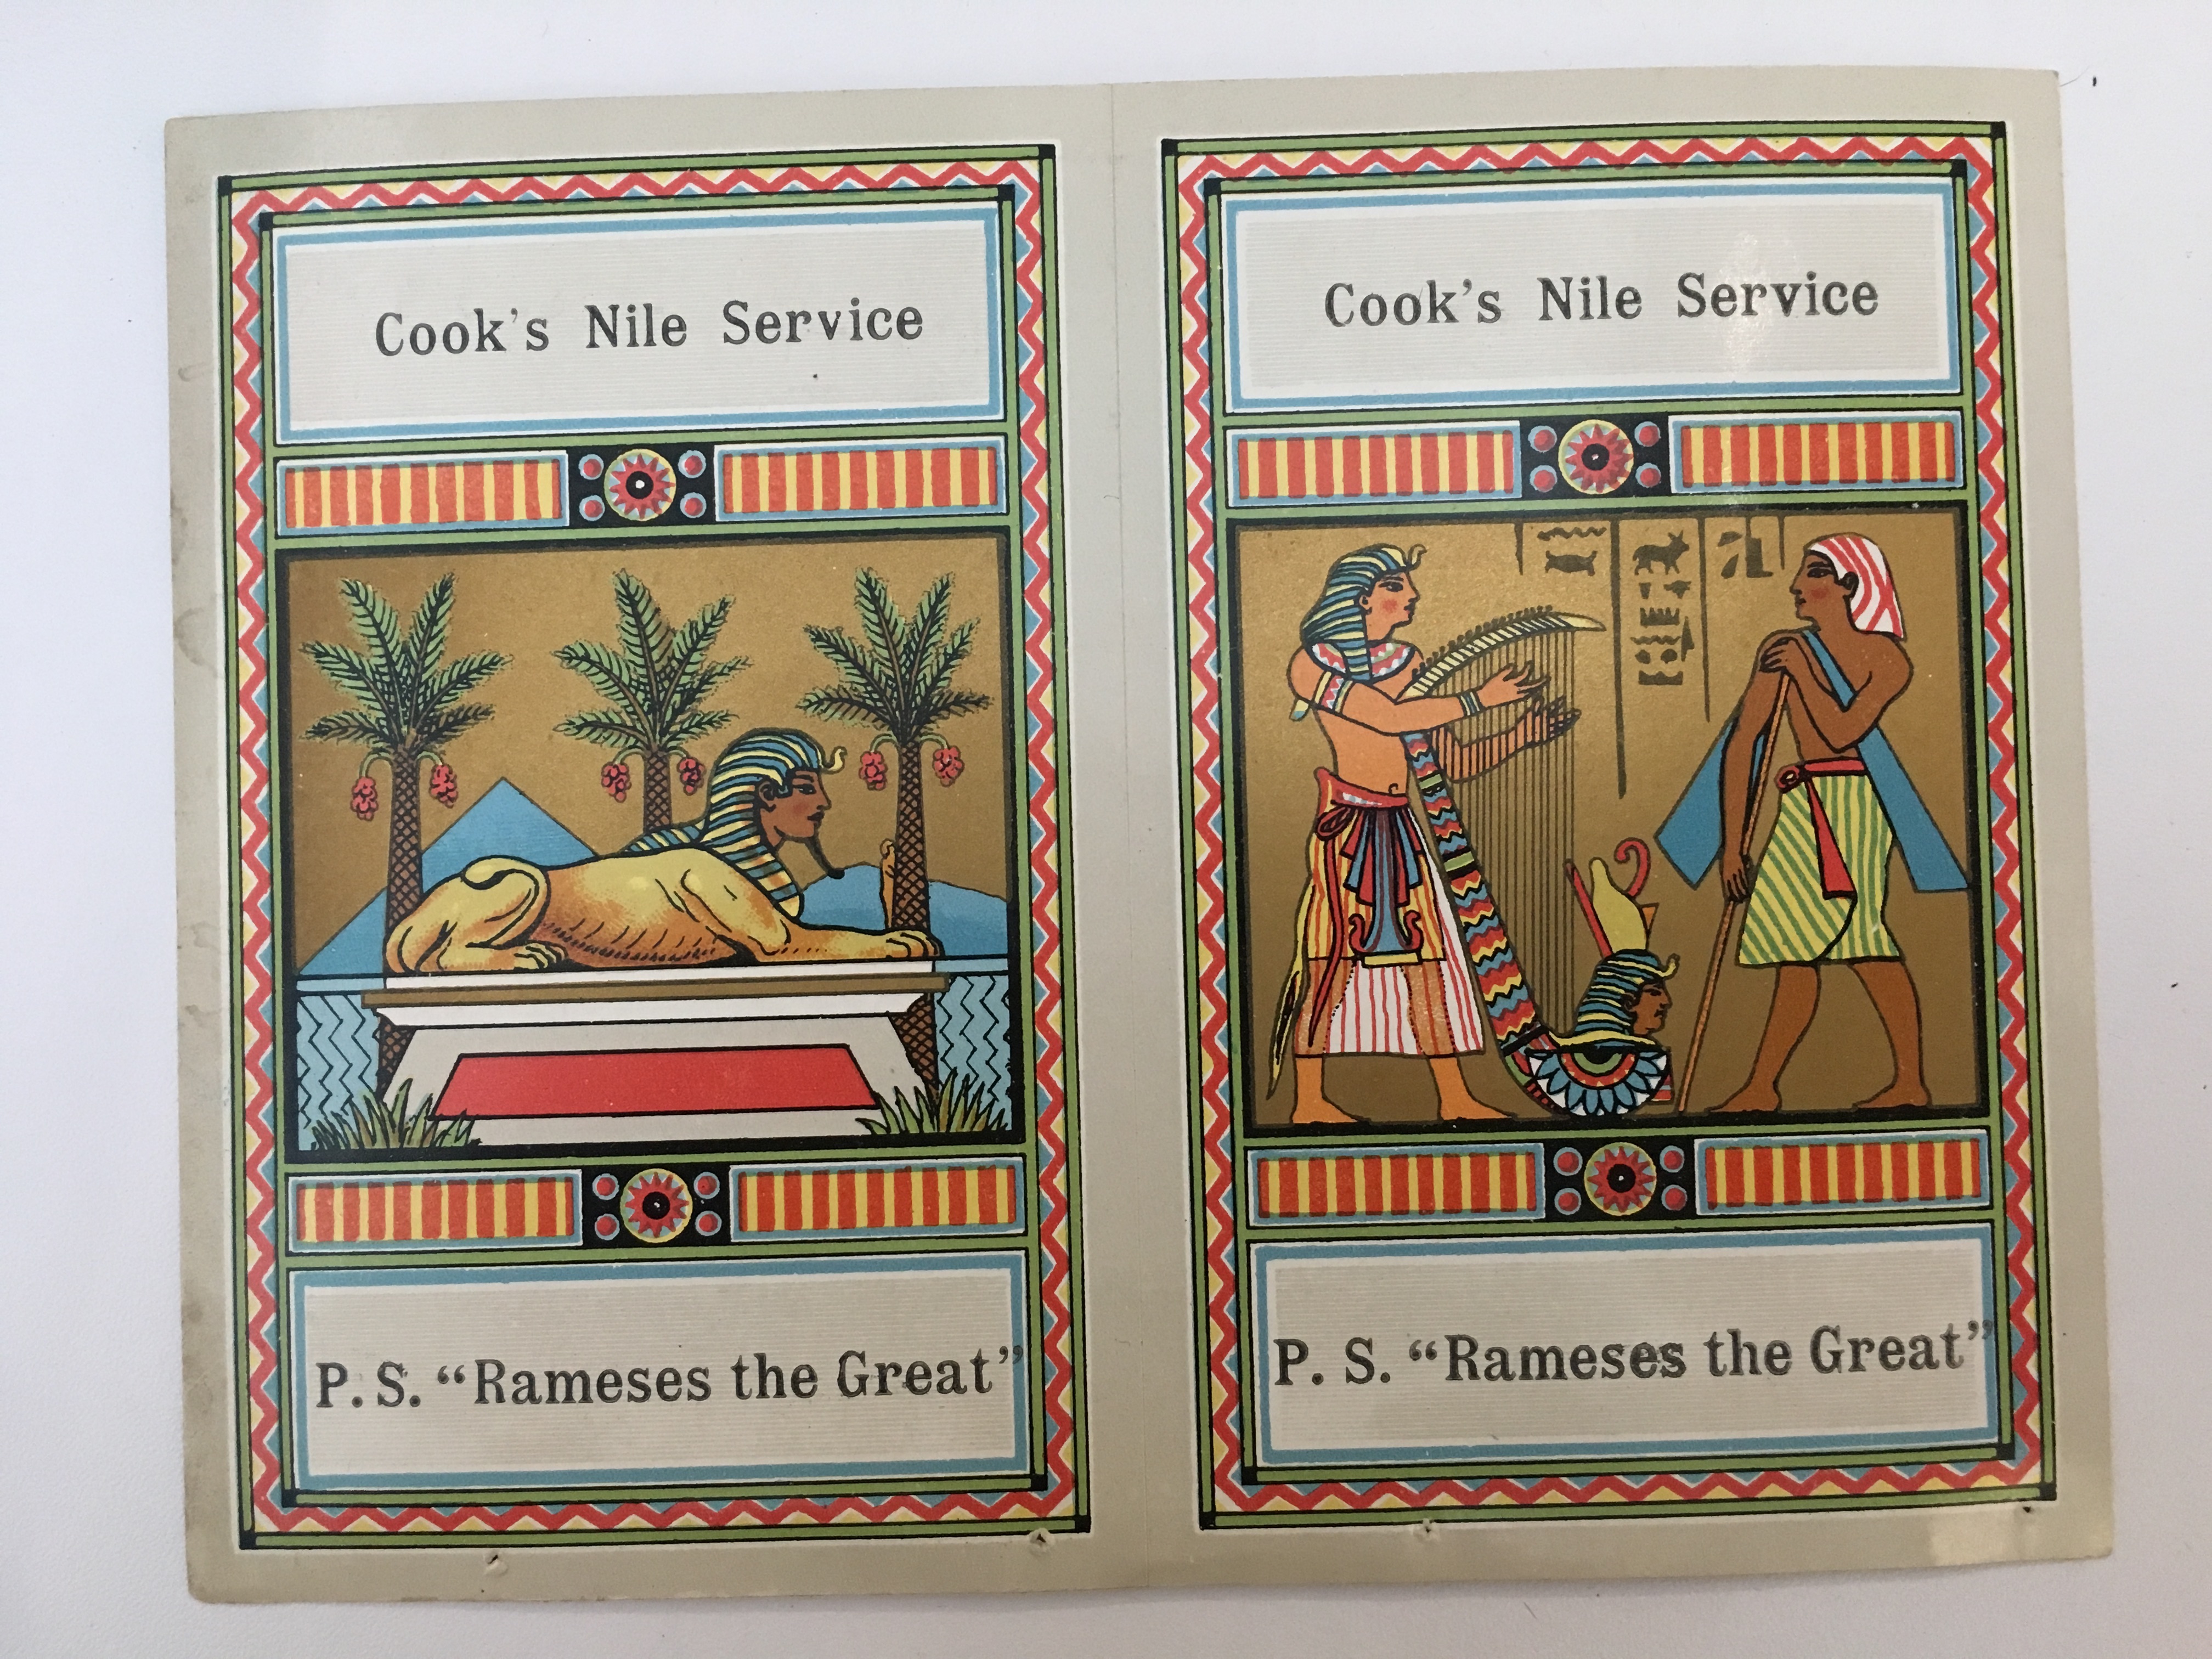 Cook's Nile Service
P. S. “Rameses the Great”
Cook's Nile Service
P. S. “Rameses the Great”